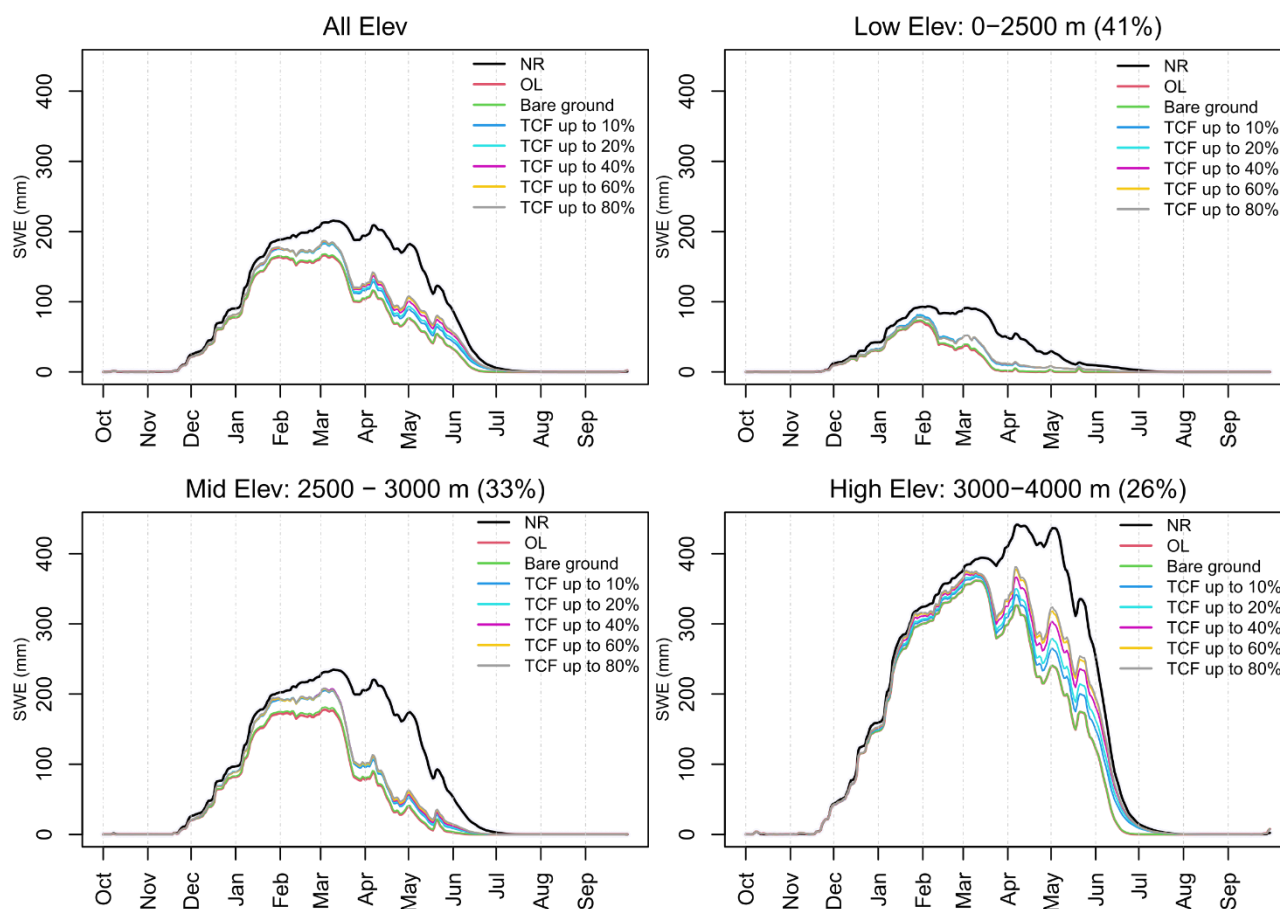 All Elev
SWE (mm)
400
300
200
100
0
NR
OL
Bare ground
TCF up to 10%
TCF up to 20%
TCF up to 40%
TCF up to 60%
TCF up to 80%
Oct
Nov
Dec
Jan
Feb
Mar
Apr
May
Jun
Jul
Aug
Sep
Low Elev: 0−2500 m (41%)
SWE (mm)
400
300
200
100
0
NR
OL
Bare ground
TCF up to 10%
TCF up to 20%
TCF up to 40%
TCF up to 60%
TCF up to 80%
Oct
Nov
Dec
Jan
Feb
Mar
Apr
May
Jun
Jul
Aug
Sep
Mid Elev: 2500 − 3000 m (33%)
SWE (mm)
400
300
200
100
0
NR
OL
Bare ground
TCF up to 10%
TCF up to 20%
TCF up to 40%
TCF up to 60%
TCF up to 80%
Oct
Nov
Dec
Jan
Feb
Mar
Apr
May
Jun
Jul
Aug
Sep
High Elev: 3000−4000 m (26%)
SWE (mm)
400
300
200
100
0
NR
OL
Bare ground
TCF up to 10%
TCF up to 20%
TCF up to 40%
TCF up to 60%
TCF up to 80%
Oct
Nov
Dec
Jan
Feb
Mar
Apr
May
Jun
Jul
Aug
Sep